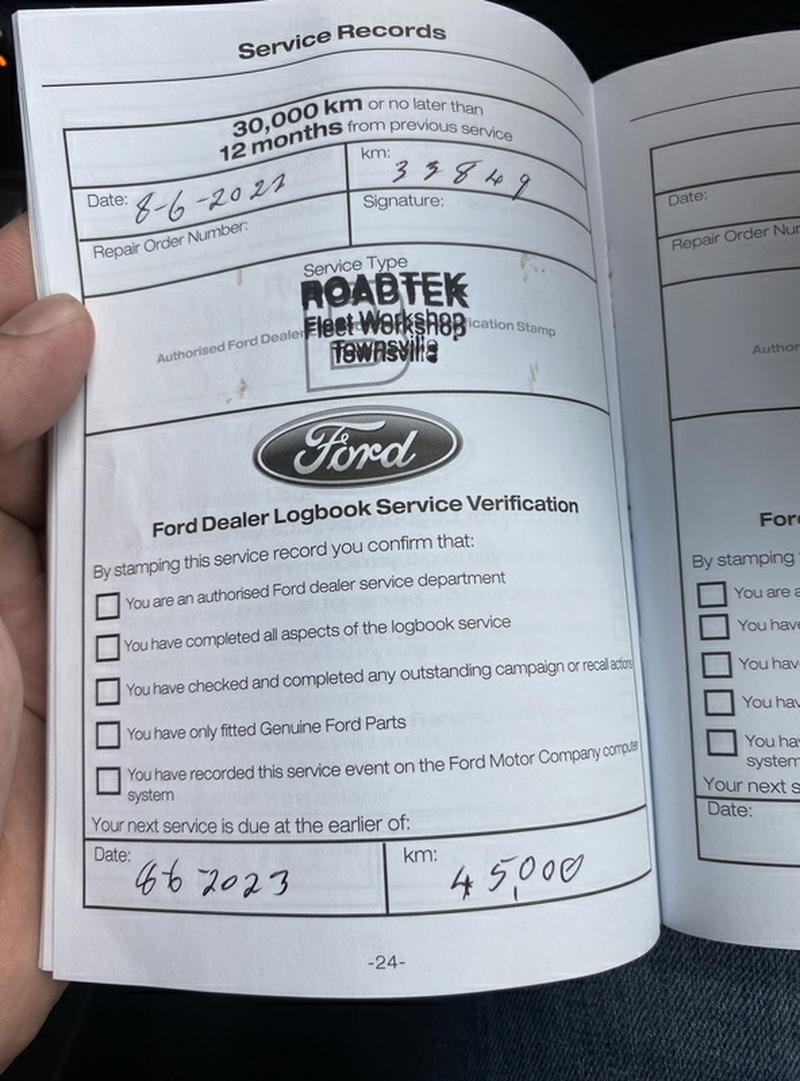 Service Records
30,000 km or no later than
12 months from previous service
Date: 8-6-2022
km: 33849
Repair Order Number:
Signature:
Service Type
ROADTEK
Fleet Workshop
Townsville
Authorised Ford Dealer
ication Stamp
Ford
Ford Dealer Logbook Service Verification
By stamping this service record you confirm that:
You are an authorised Ford dealer service department
You have completed all aspects of the logbook service
You have checked and completed any outstanding campaign or recall actions
You have only fitted Genuine Ford Parts
You have recorded this service event on the Ford Motor Company computer
system
Your next service is due at the earlier of:
Date: 8 6 2023
km: 45,000
-24-
Date:
Repair Order Nu
Author
For
By stamping
You are a
You have
You have
You hav
You ha
system
Your next s
Date: